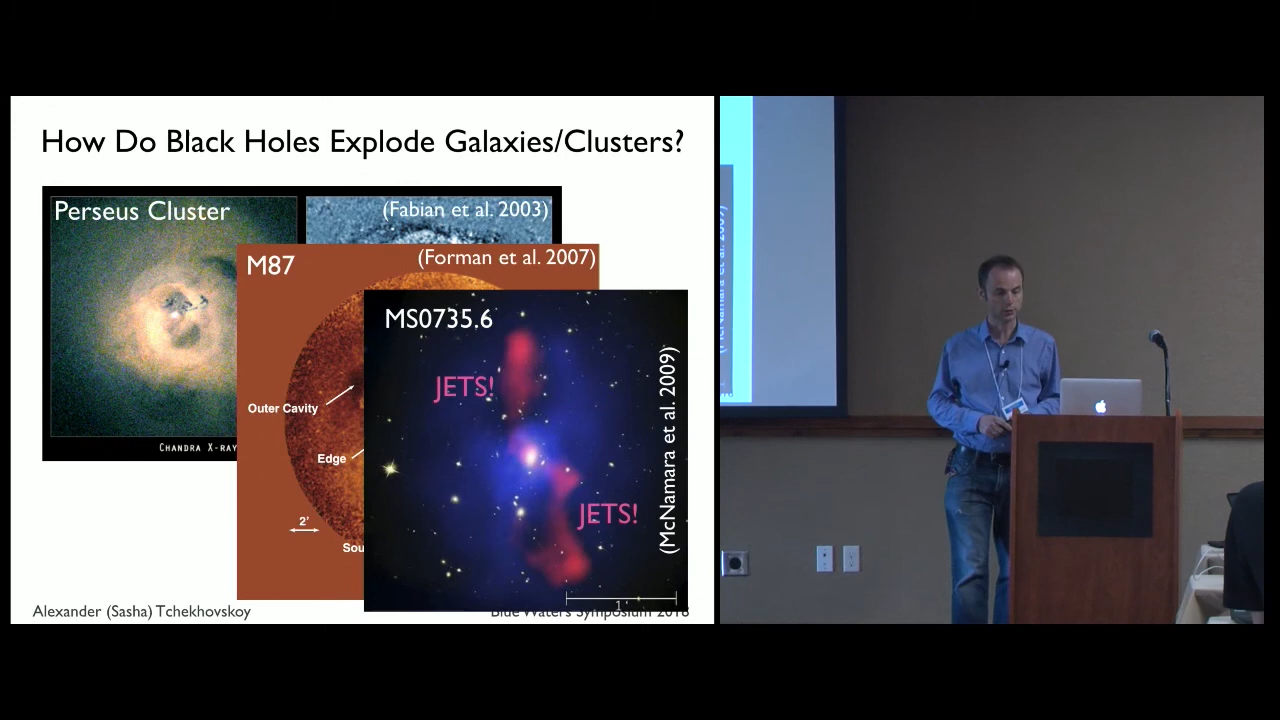 How Do Black Holes Explode Galaxies/Clusters?
Perseus Cluster
(Fabian et al. 2003)
M87
(Forman et al. 2007)
MS0735.6
JETS!
(McNamara et al. 2009)
Outer Cavity
CHANDRA X-RAY
Edge
JETS!
2'
Sou
1'
Alexander (Sasha) Tchekhovskoy
Blue Waters Symposium 2018